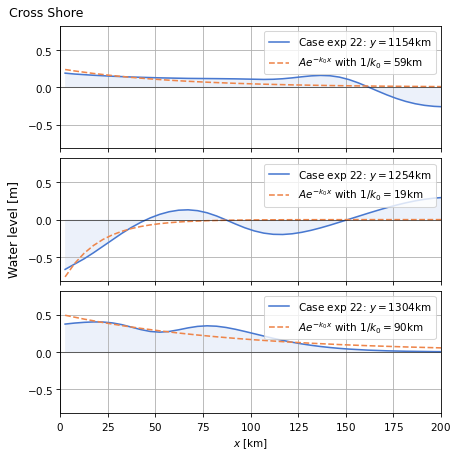 Cross Shore
0.5
0.0
−0.5
Case exp 22: y = 1154km
Ae^{−k₀x} with 1/k₀ = 59km
Water level [m]
0.5
0.0
−0.5
Case exp 22: y = 1254km
Ae^{−k₀x} with 1/k₀ = 19km
0.5
0.0
−0.5
Case exp 22: y = 1304km
Ae^{−k₀x} with 1/k₀ = 90km
0 25 50 75 100 125 150 175 200
x [km]